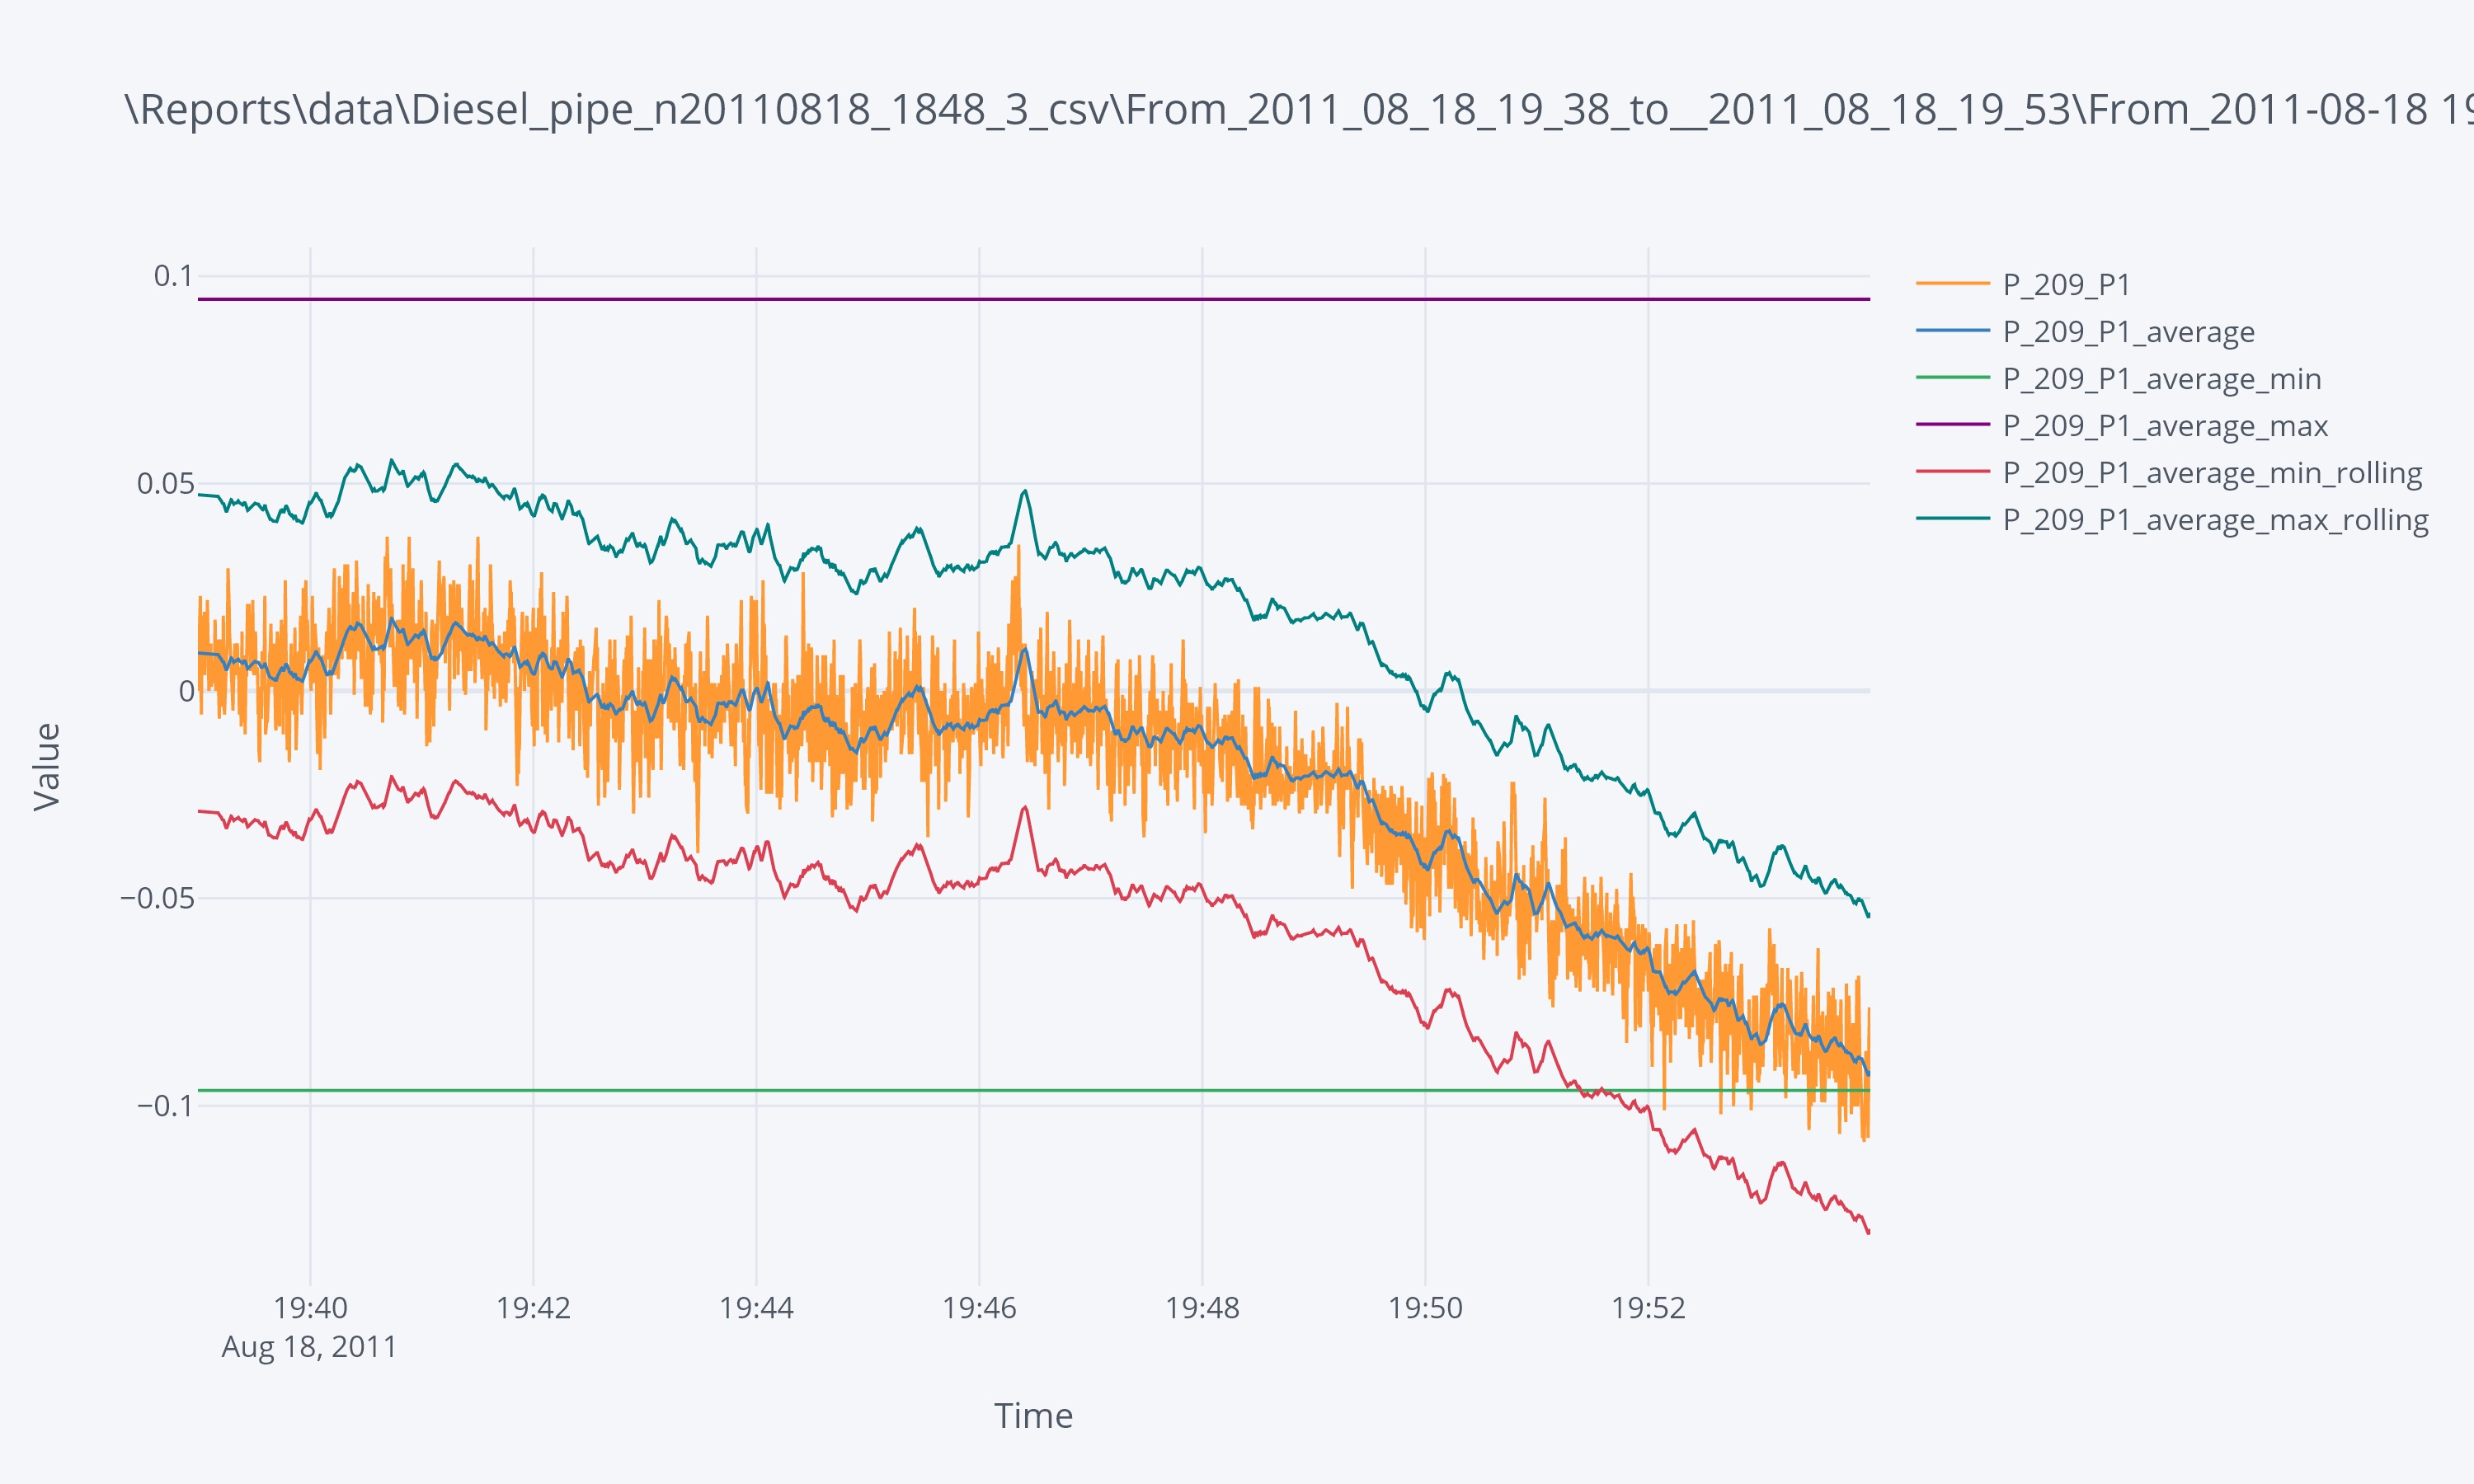 \Reports\data\Diesel_pipe_n20110818_1848_3_csv\From_2011_08_18_19_38_to__2011_08_18_19_53\From_2011-08-18 19
0.1
0.05
0
−0.05
−0.1
Value
19:40
Aug 18, 2011
19:42
19:44
19:46
19:48
19:50
19:52
Time
P_209_P1
P_209_P1_average
P_209_P1_average_min
P_209_P1_average_max
P_209_P1_average_min_rolling
P_209_P1_average_max_rolling